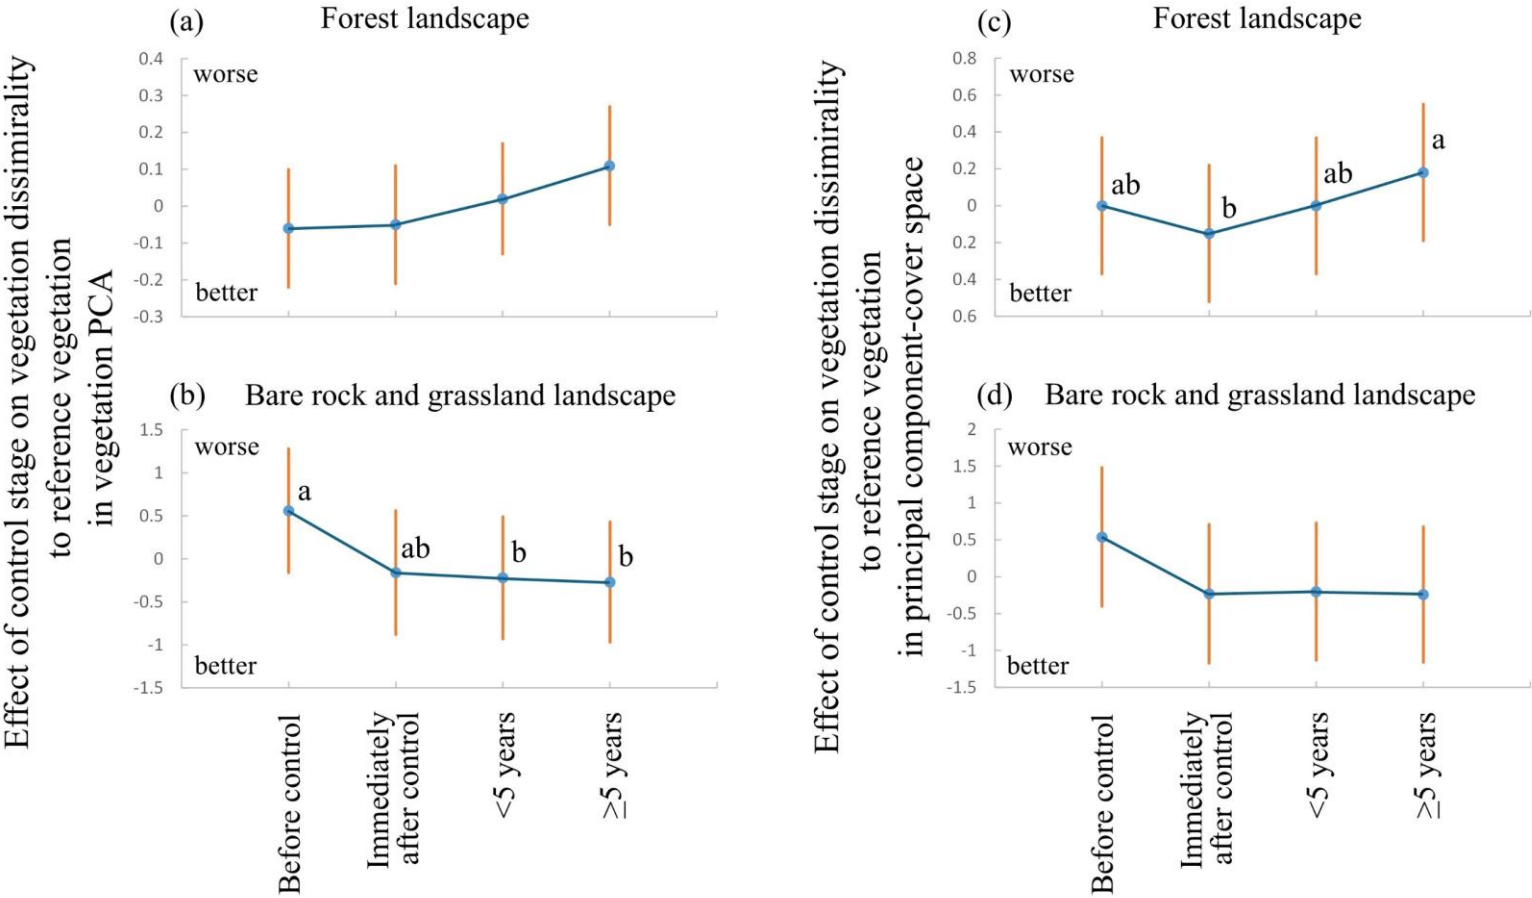 (a) Forest landscape
Effect of control stage on vegetation dissimirality
to reference vegetation
in vegetation PCA
0.4
0.3
0.2
0.1
0
-0.1
-0.2
-0.3
worse
better
(b) Bare rock and grassland landscape
1.5
1
0.5
0
-0.5
-1
-1.5
worse
better
a
ab
b
b
Before control
Immediately
after control
<5 years
≥5 years
(c) Forest landscape
Effect of control stage on vegetation dissimirality
to reference vegetation
in principal component-cover space
0.8
0.6
0.4
0.2
0
0.2
0.4
0.6
worse
better
ab
b
ab
a
(d) Bare rock and grassland landscape
2
1.5
1
0.5
0
-0.5
-1
-1.5
worse
better
Before control
Immediately
after control
<5 years
≥5 years